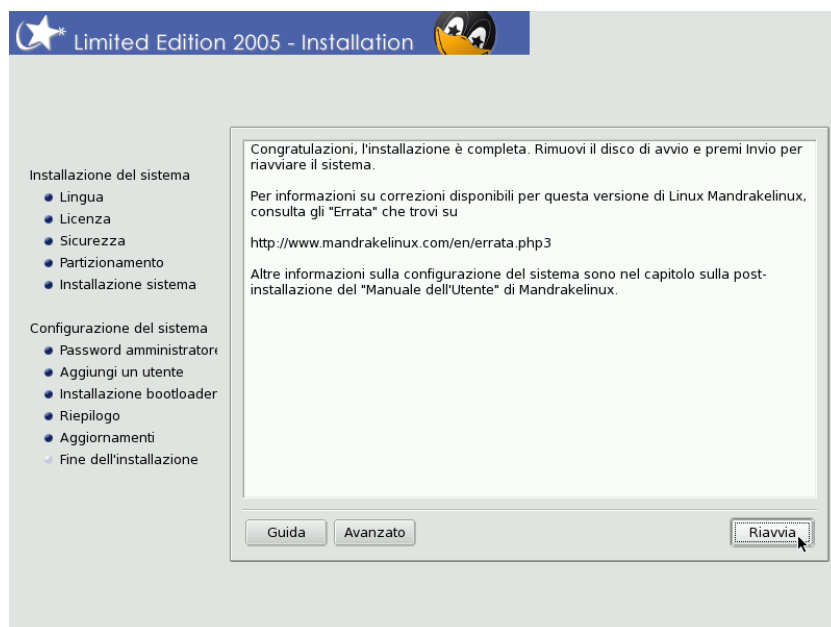 Limited Edition 2005 - Installation
Installazione del sistema
Lingua
Licenza
Sicurezza
Partizionamento
Installazione sistema
Configurazione del sistema
Password amministratore
Aggiungi un utente
Installazione bootloader
Riepilogo
Aggiornamenti
Fine dell'installazione
Congratulazioni, l'installazione è completa. Rimuovi il disco di avvio e premi Invio per
riavviare il sistema.
Per informazioni su correzioni disponibili per questa versione di Linux Mandrakelinux,
consulta gli "Errata" che trovi su
http://www.mandrakelinux.com/en/errata.php3
Altre informazioni sulla configurazione del sistema sono nel capitolo sulla post-
installazione del "Manuale dell'Utente" di Mandrakelinux.
Guida
Avanzato
Riavvia